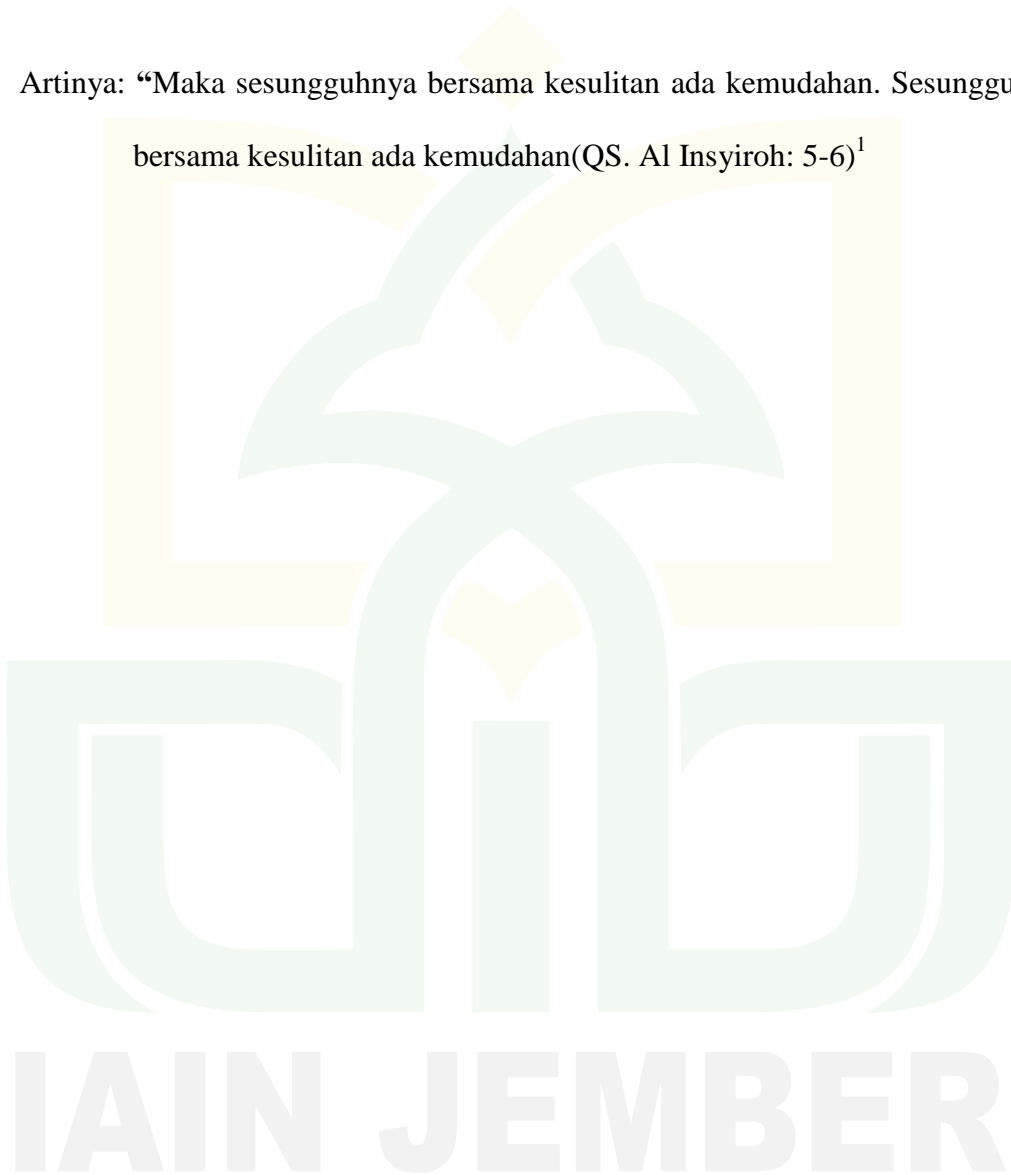 Artinya: “Maka sesungguhnya bersama kesulitan ada kemudahan. Sesunggu
bersama kesulitan ada kemudahan(QS. Al Insyiroh: 5-6)1
IAIN JEMBER